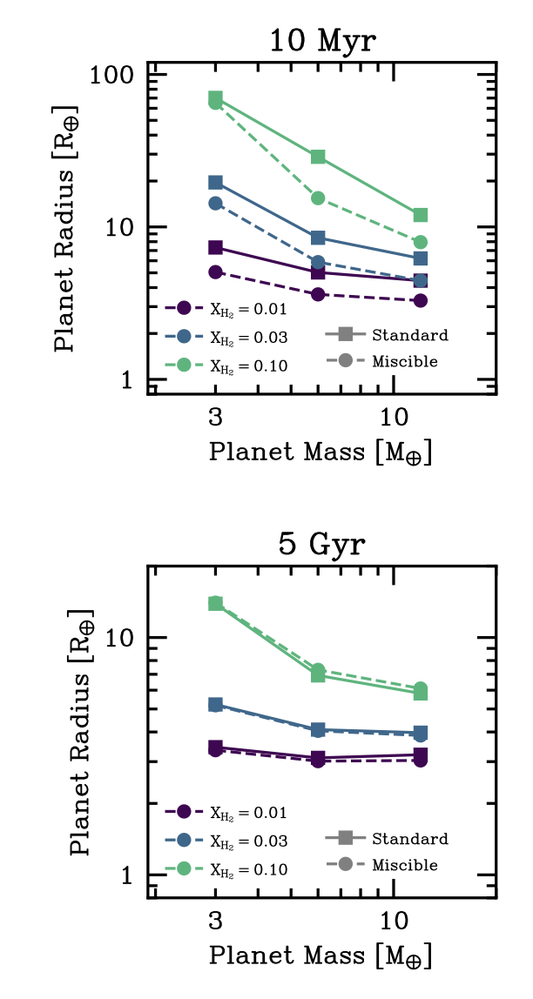 10 Myr
100
10
1
Planet Radius [R⊕]
X_H₂ = 0.01
X_H₂ = 0.03
X_H₂ = 0.10
Standard
Miscible
3 10
Planet Mass [M⊕]
5 Gyr
10
1
Planet Radius [R⊕]
X_H₂ = 0.01
X_H₂ = 0.03
X_H₂ = 0.10
Standard
Miscible
3 10
Planet Mass [M⊕]